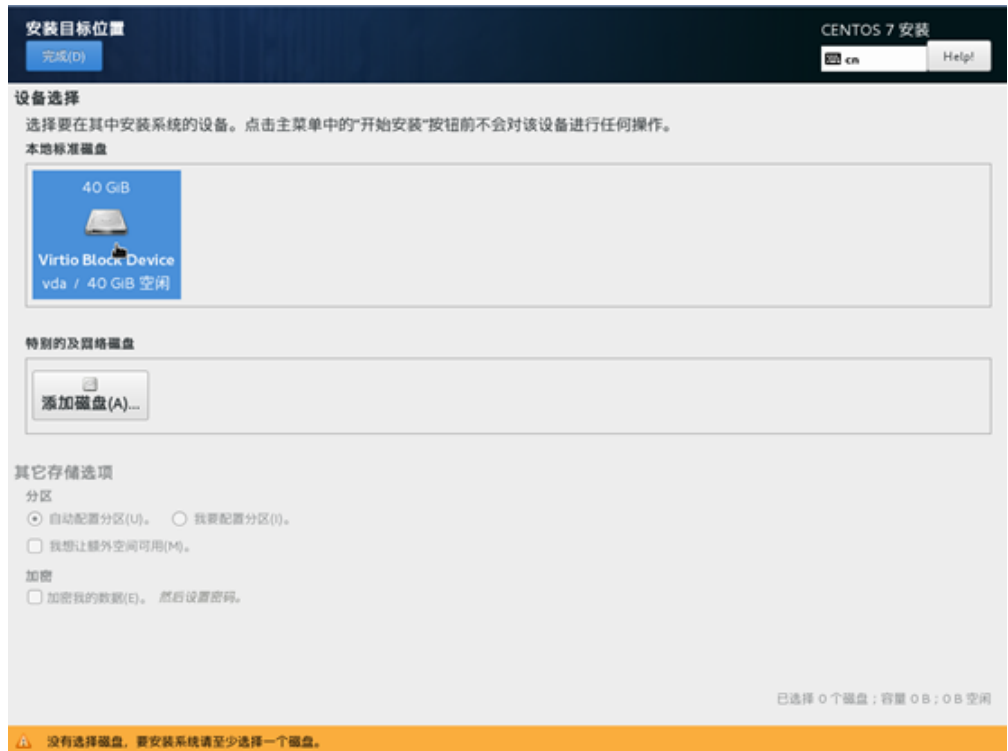 安装目标位置
CENTOS 7 安装
完成(D)
cn
Help!
设备选择
选择要在其中安装系统的设备。点击主菜单中的"开始安装"按钮前不会对该设备进行任何操作。
本地标准磁盘
40 GiB
Virtio Block Device
vda / 40 GiB 空闲
特别的及网络磁盘
添加磁盘(A)...
其它存储选项
分区
自动配置分区(U)。 我要配置分区(I)。
我想让额外空间可用(M)。
加密
加密我的数据(E)。 然后设置密码。
已选择 0 个磁盘；容量 0 B；0 B 空闲
没有选择磁盘，要安装系统请至少选择一个磁盘。